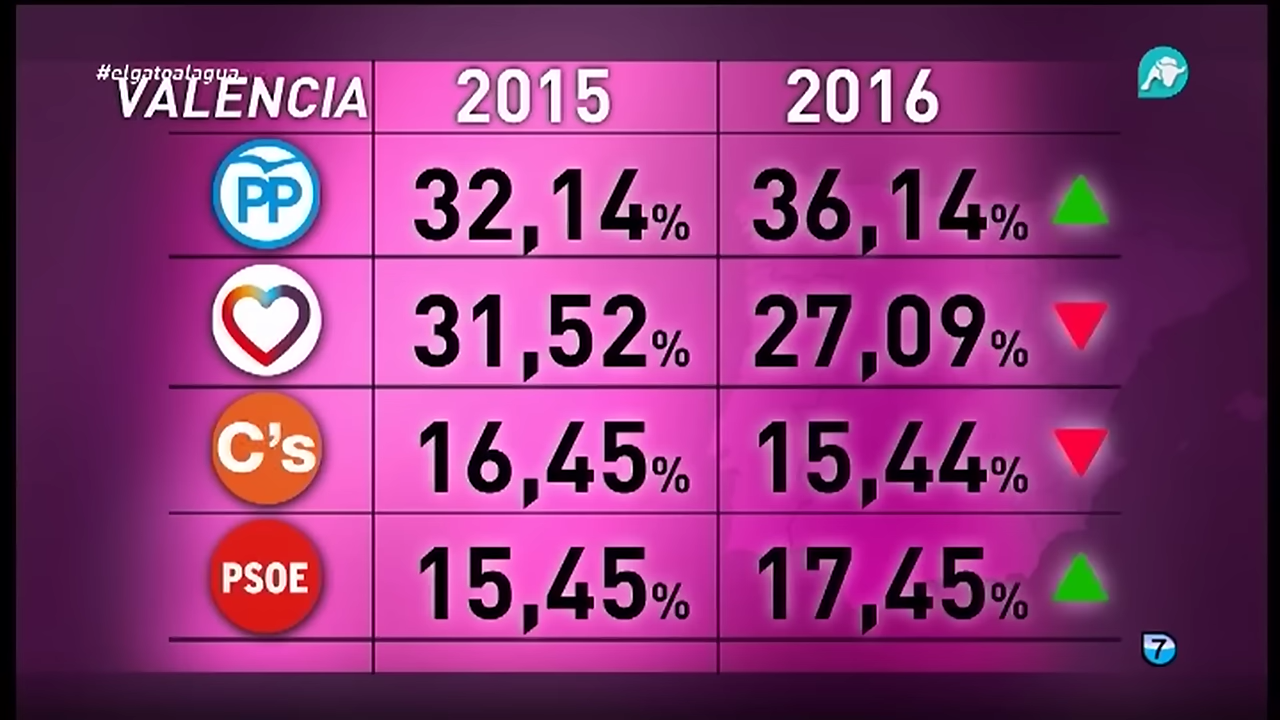 #elgatoalagua
VALENCIA 2015 2016
PP 32,14% 36,14%
31,52% 27,09%
C's 16,45% 15,44%
PSOE 15,45% 17,45%
7